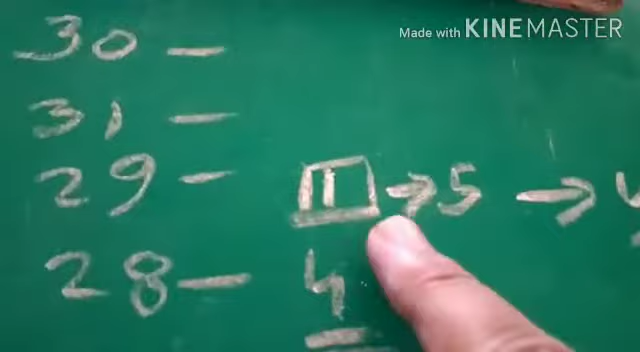 Made with KINEMASTER
30 —
31 —
29 —
11 → 5 →
28 — 4